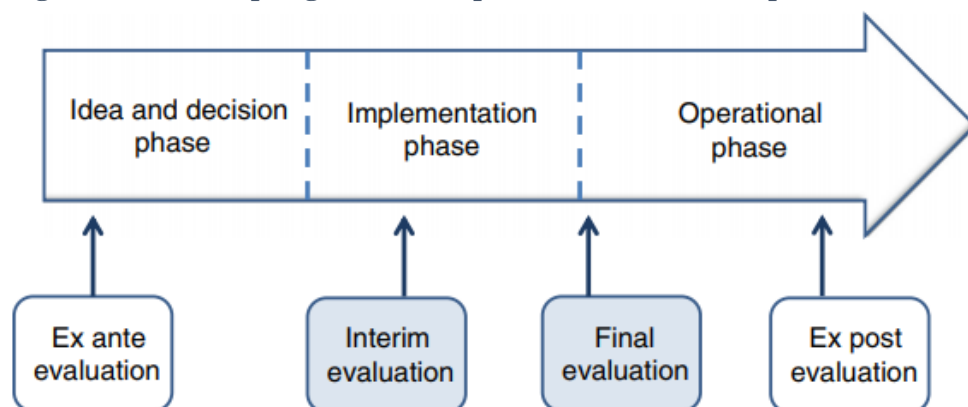 Idea and decision
phase
Implementation
phase
Operational
phase
Ex ante
evaluation
Interim
evaluation
Final
evaluation
Ex post
evaluation